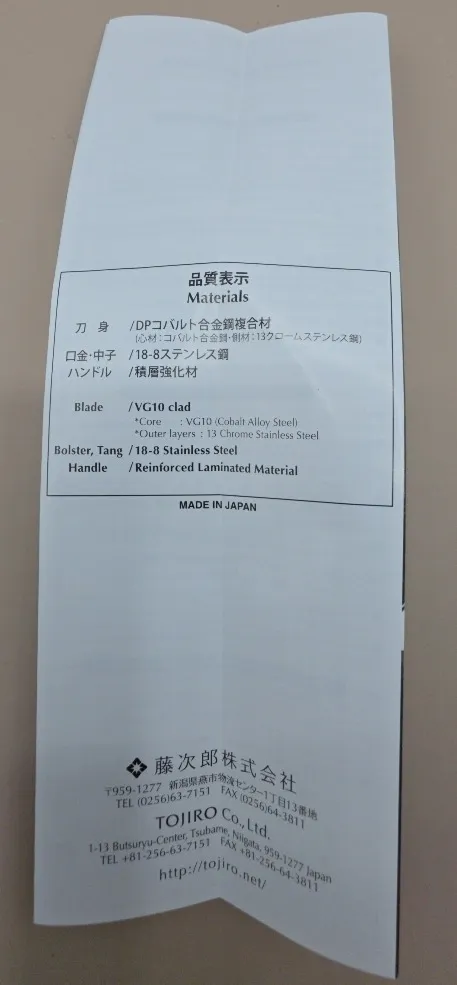 品質表示
Materials
刀 身 /DPコバルト合金鋼複合材
(心材:コバルト合金鋼・側材:13クロームステンレス鋼)
口金・中子 /18-8ステンレス鋼
ハンドル /積層強化材
Blade /VG10 clad
*Core : VG10 (Cobalt Alloy Steel)
*Outer layers : 13 Chrome Stainless Steel
Bolster, Tang /18-8 Stainless Steel
Handle /Reinforced Laminated Material
MADE IN JAPAN
藤次郎株式会社
〒959-1277 新潟県燕市物流センター1丁目13番地
TEL (0256)63-7151 FAX (0256)64-3811
TOJIRO Co., Ltd.
1-13 Butsuryu-Center, Tsubame, Niigata, 959-1277 Japan
TEL +81-256-63-7151 FAX +81-256-64-3811
http://tojiro.net/